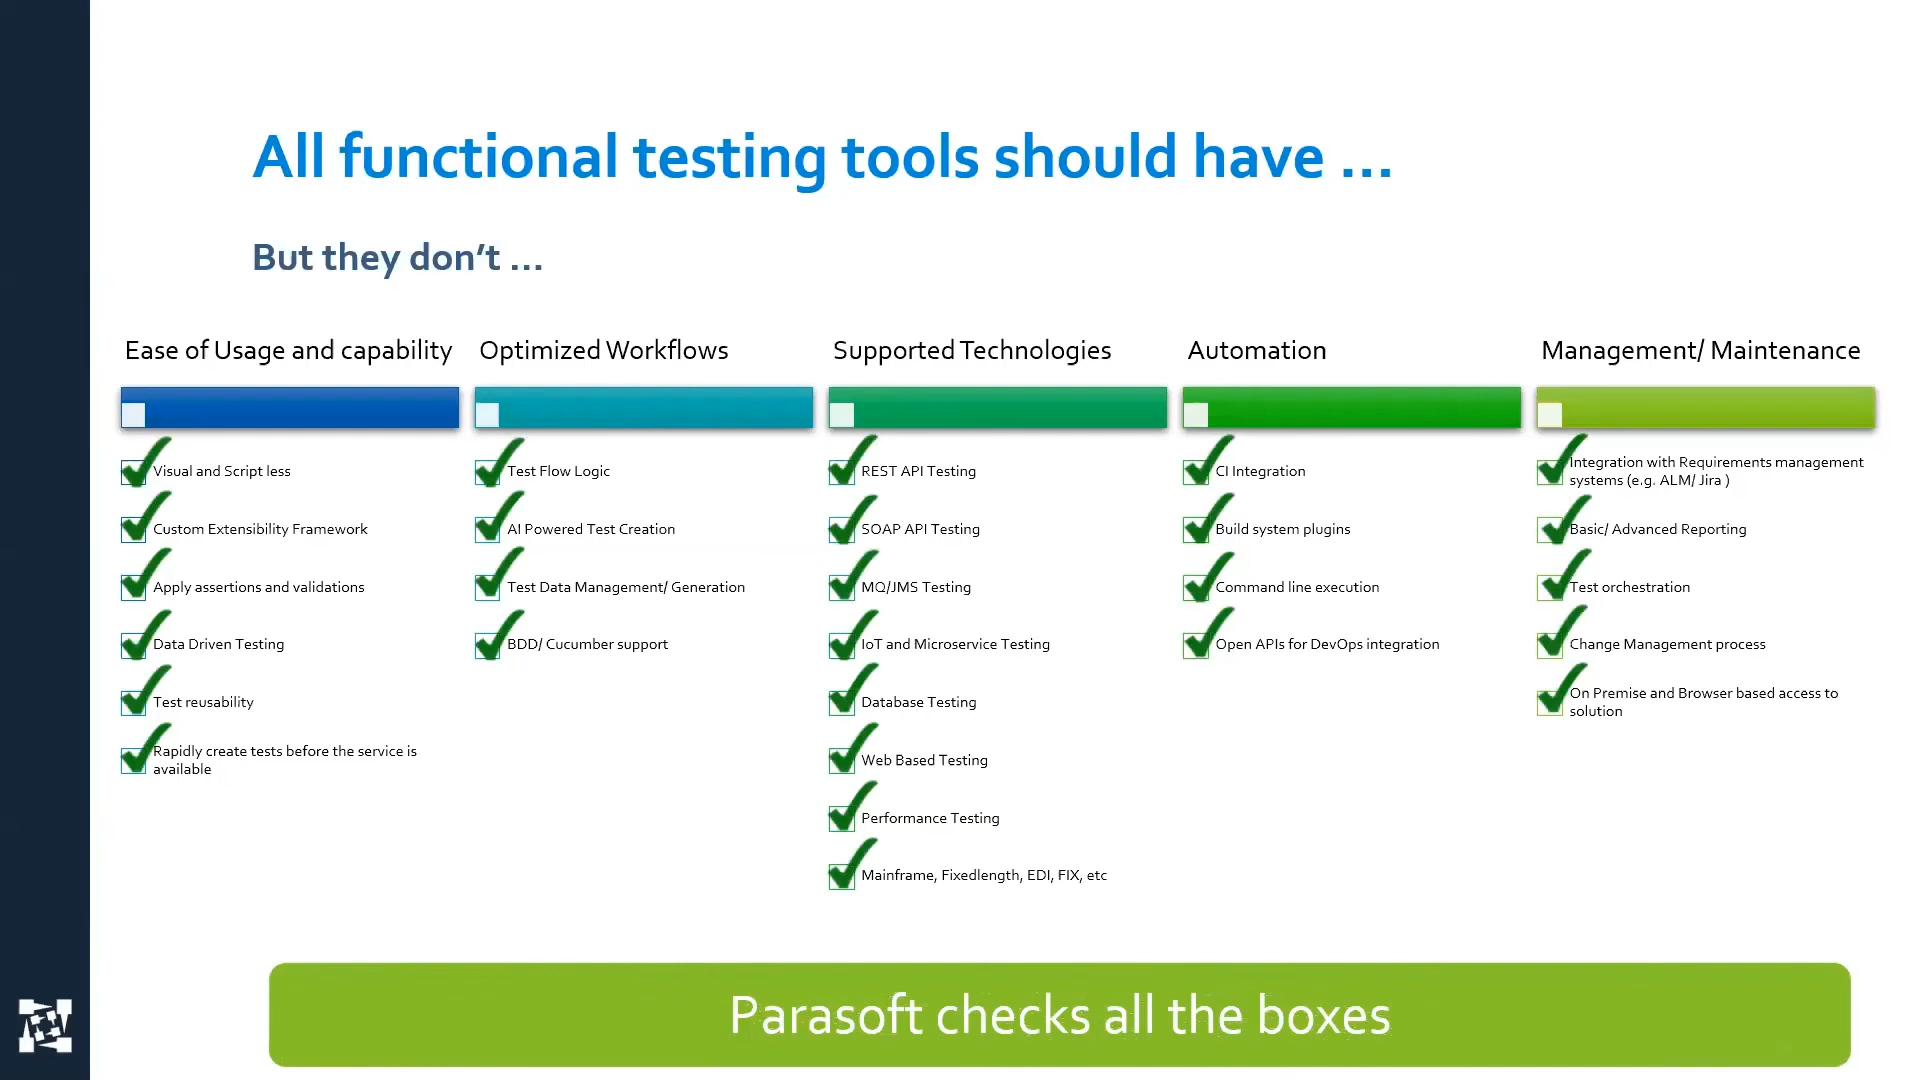 All functional testing tools should have ...
But they don't ...
Ease of Usage and capability
Visual and Script less
Custom Extensibility Framework
Apply assertions and validations
Data Driven Testing
Test reusability
Rapidly create tests before the service is
available
Optimized Workflows
Test Flow Logic
AI Powered Test Creation
Test Data Management/ Generation
BDD/ Cucumber support
Supported Technologies
REST API Testing
SOAP API Testing
MQ/JMS Testing
IoT and Microservice Testing
Database Testing
Web Based Testing
Performance Testing
Mainframe, Fixedlength, EDI, FIX, etc
Automation
CI Integration
Build system plugins
Command line execution
Open APIs for DevOps integration
Management/ Maintenance
Integration with Requirements management
systems (e.g. ALM/ Jira )
Basic/ Advanced Reporting
Test orchestration
Change Management process
On Premise and Browser based access to
solution
Parasoft checks all the boxes